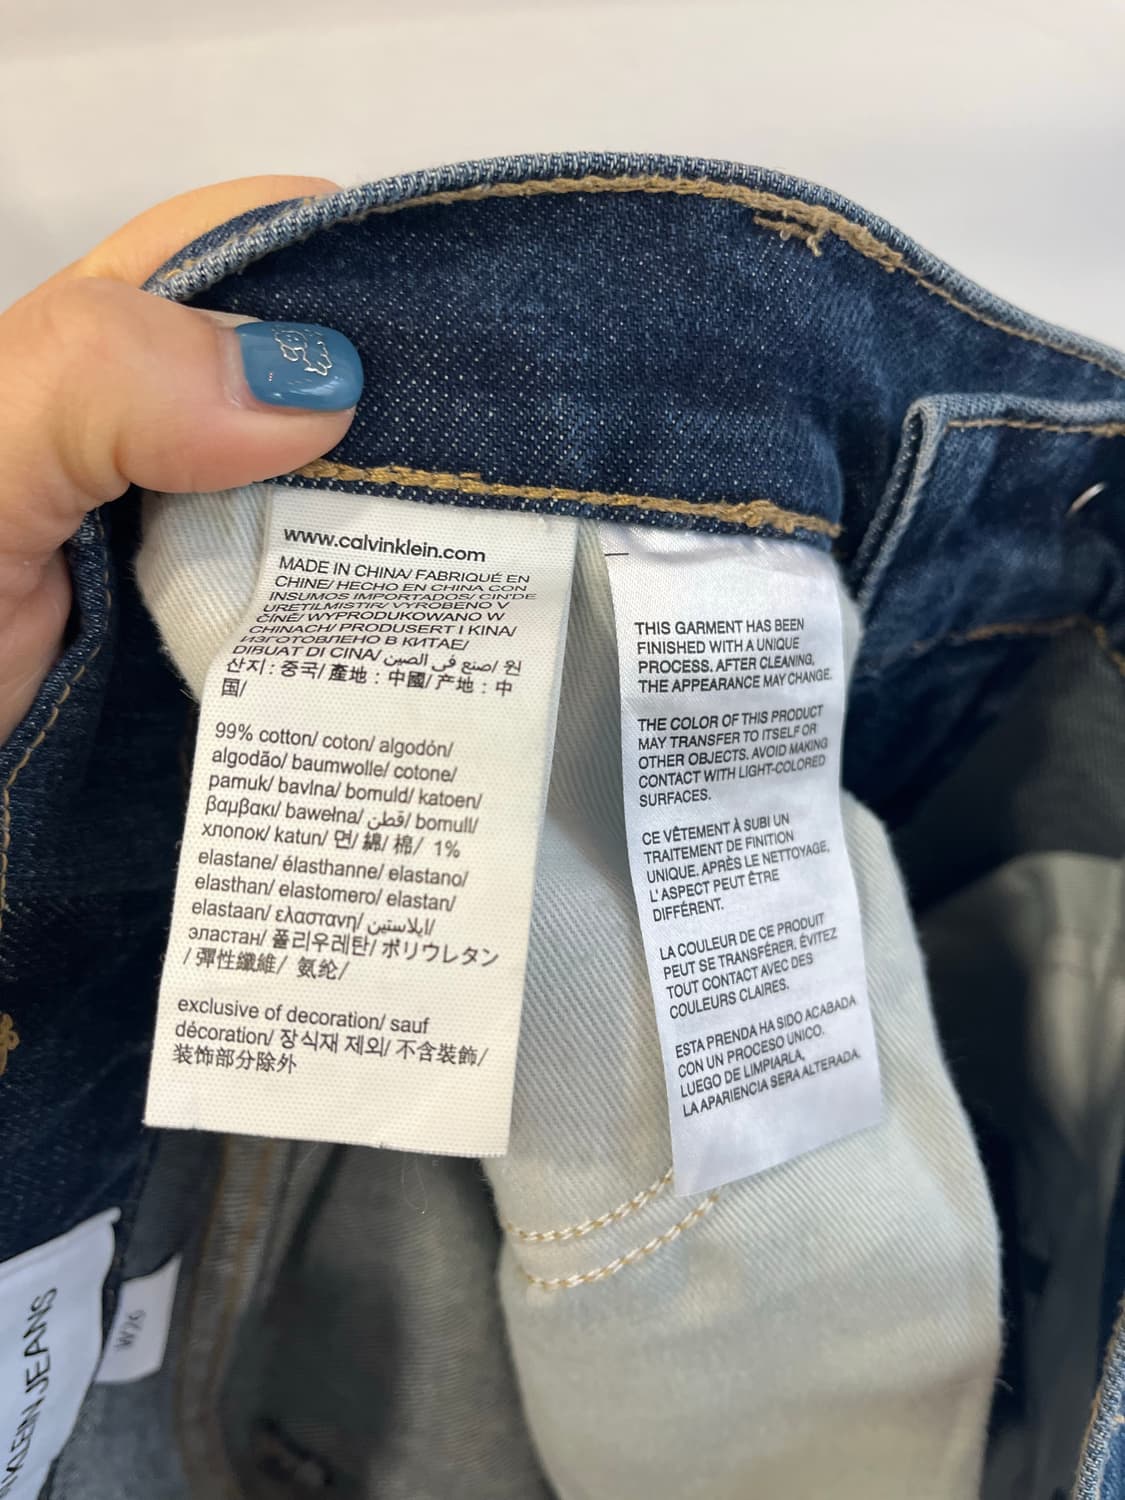 www.calvinklein.com
MADE IN CHINA/ FABRIQUÉ EN
CHINE/ HECHO EN CHINA CON
INSUMOS IMPORTADOS/ ÇIN'DE
ÜRETİLMİŞTİR/ VYROBENO V
ČÍNĚ/ WYPRODUKOWANO W
CHINACH/ PRODUSERT I KINA/
ИЗГОТОВЛЕНО В КИТАЕ/
DIBUAT DI CINA/ صنع في الصين/ 원
산지 : 중국/ 產地 : 中國/ 产地 : 中
国/
99% cotton/ coton/ algodón/
algodão/ baumwolle/ cotone/
pamuk/ bavlna/ bomuld/ katoen/
βαμβακι/ bawełna/ قطن/ bomull/
хлопок/ katun/ 면/ 綿/ 棉/ 1%
elastane/ élasthanne/ elastano/
elasthan/ elastomero/ elastan/
elastaan/ ελαστανη/ ايلاستين/
эластан/ 폴리우레탄/ ポリウレタン
/ 彈性纖維/ 氨纶/
exclusive of decoration/ sauf
décoration/ 장식재 제외/ 不含裝飾/
装饰部分除外
THIS GARMENT HAS BEEN
FINISHED WITH A UNIQUE
PROCESS. AFTER CLEANING,
THE APPEARANCE MAY CHANGE.
THE COLOR OF THIS PRODUCT
MAY TRANSFER TO ITSELF OR
OTHER OBJECTS. AVOID MAKING
CONTACT WITH LIGHT-COLORED
SURFACES.
CE VÊTEMENT À SUBI UN
TRAITEMENT DE FINITION
UNIQUE. APRÈS LE NETTOYAGE,
L'ASPECT PEUT ÊTRE
DIFFÉRENT.
LA COULEUR DE CE PRODUIT
PEUT SE TRANSFÉRER. ÉVITEZ
TOUT CONTACT AVEC DES
COULEURS CLAIRES.
ESTA PRENDA HA SIDO ACABADA
CON UN PROCESO UNICO.
LUEGO DE LIMPIARLA,
LA APARIENCIA SERA ALTERADA.
KLEIN JEANS
W26